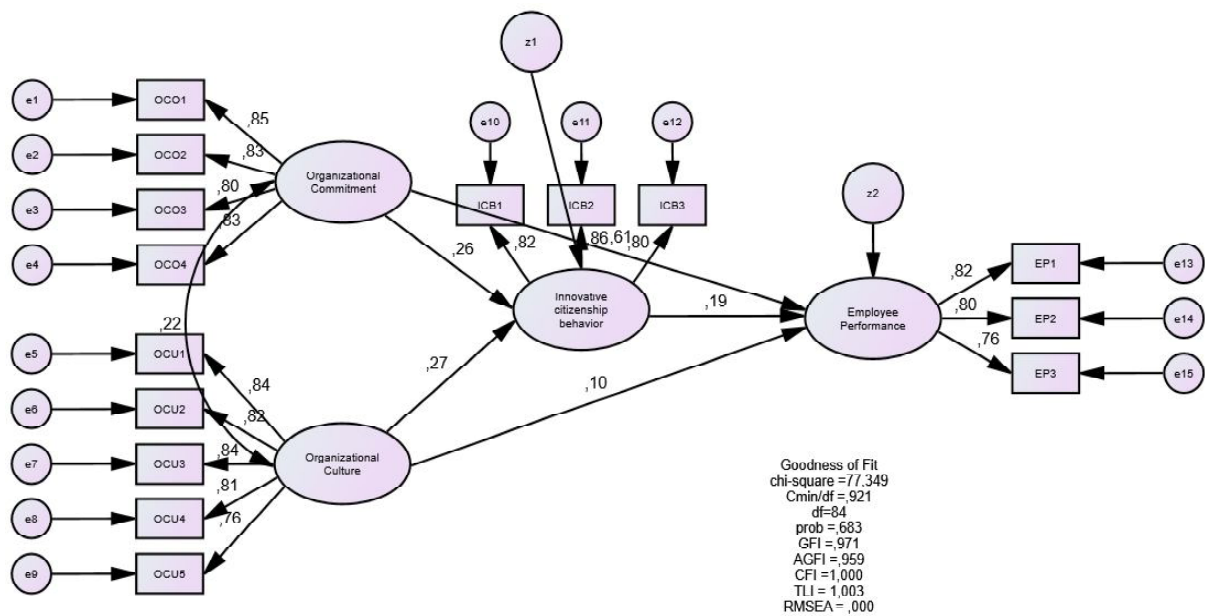 z1
e1
OCO1
,85
e2
OCO2
,83
e3
OCO3
,80
e4
OCO4
,83
Organizational
Commitment
e10
e11
e12
ICB1
ICB2
ICB3
,82
,86
,61
,80
z2
,26
Innovative
citizenship
behavior
,19
Employee
Performance
,82
EP1
e13
,80
EP2
e14
,76
EP3
e15
,22
,27
,10
e5
OCU1
,84
e6
OCU2
,82
e7
OCU3
,84
e8
OCU4
,81
e9
OCU5
,76
Organizational
Culture
Goodness of Fit
chi-square =77.349
Cmin/df =,921
df=84
prob =,683
GFI =,971
AGFI =,959
CFI =1,000
TLI = 1,003
RMSEA = ,000